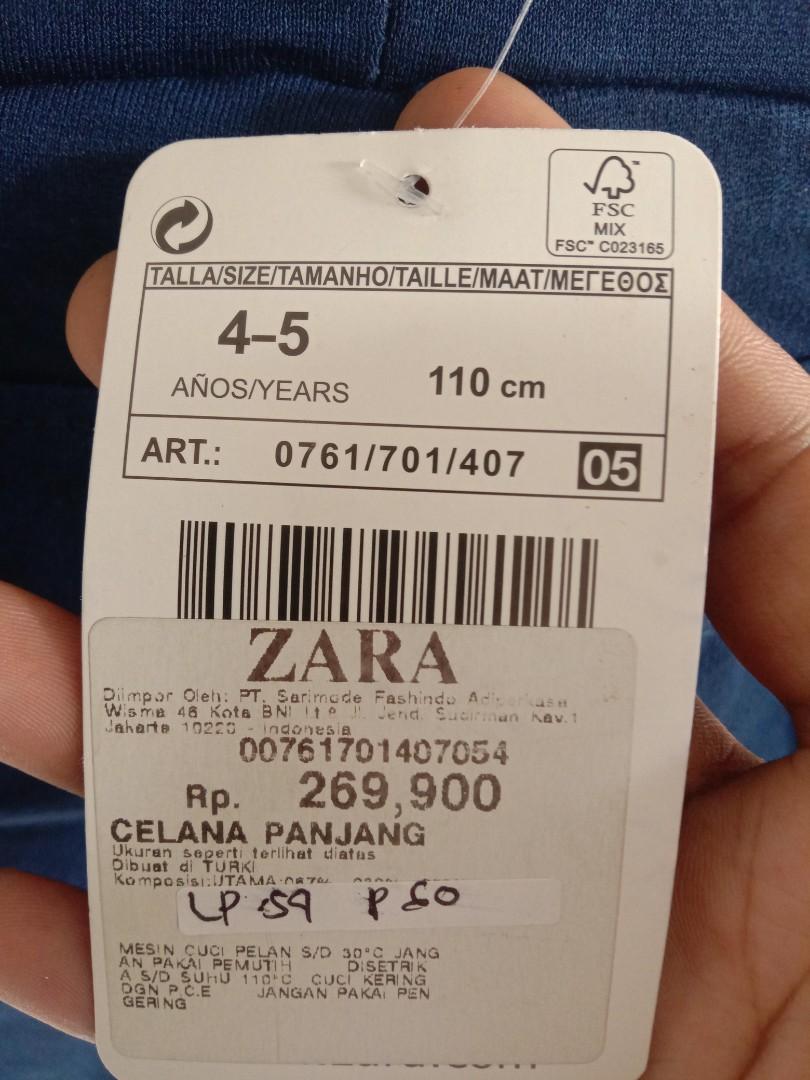 FSC™
MIX
FSC™ C023165
TALLA/SIZE/TAMANHO/TAILLE/MAAT/ΜΕΓΕΘΟΣ
4-5
AÑOS/YEARS
110 cm
ART.: 0761/701/407 05
ZARA
Diimpor Oleh: PT. Sarimode Fashindo Adiperkasa
Wisma 46 Kota BNI Jl. Jend. Sudirman Kav.1
Jakarta 10220 - Indonesia
00761701407054
Rp. 269,900
CELANA PANJANG
Ukuran seperti terlihat diatas
Dibuat di TURKI
Komposisi:UTAMA:
LP 59 P 60
MESIN CUCI PELAN S/D 30°C JANG
AN PAKAI PEMUTIH DISETRIK
A S/D SUHU 110°C CUCI KERING
DGN P.C.E JANGAN PAKAI PEN
GERING